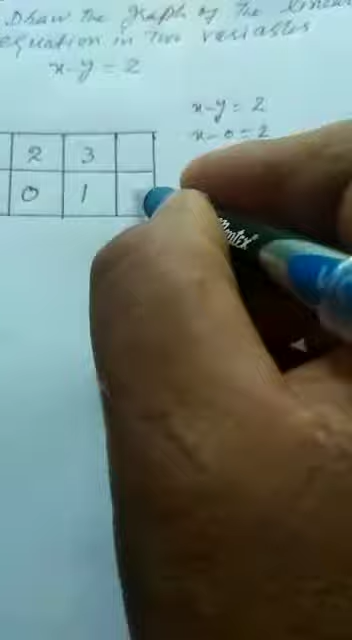 Draw the graph of the linear
equation in two variables
x-y = 2
x-y = 2
x-0 = 2
2 3
0 1